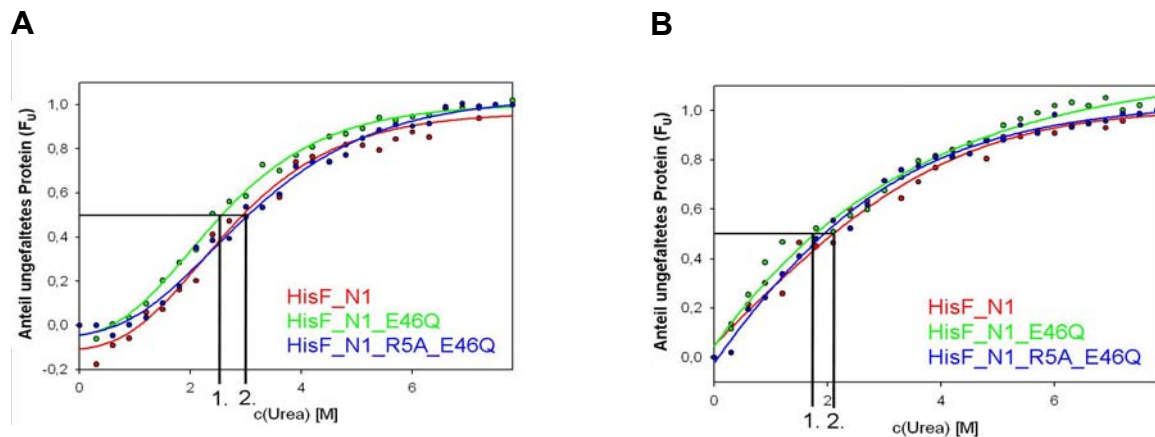 A
Anteil ungefaltetes Protein (FU)
1,0
0,8
0,6
0,4
0,2
0,0
-0,2
HisF_N1
HisF_N1_E46Q
HisF_N1_R5A_E46Q
0 2 4 6
1. 2.
c(Urea) [M]
B
Anteil ungefaltetes Protein (FU)
1,0
0,8
0,6
0,4
0,2
0,0
HisF_N1
HisF_N1_E46Q
HisF_N1_R5A_E46Q
0 2 4 6
1. 2.
c(Urea) [M]